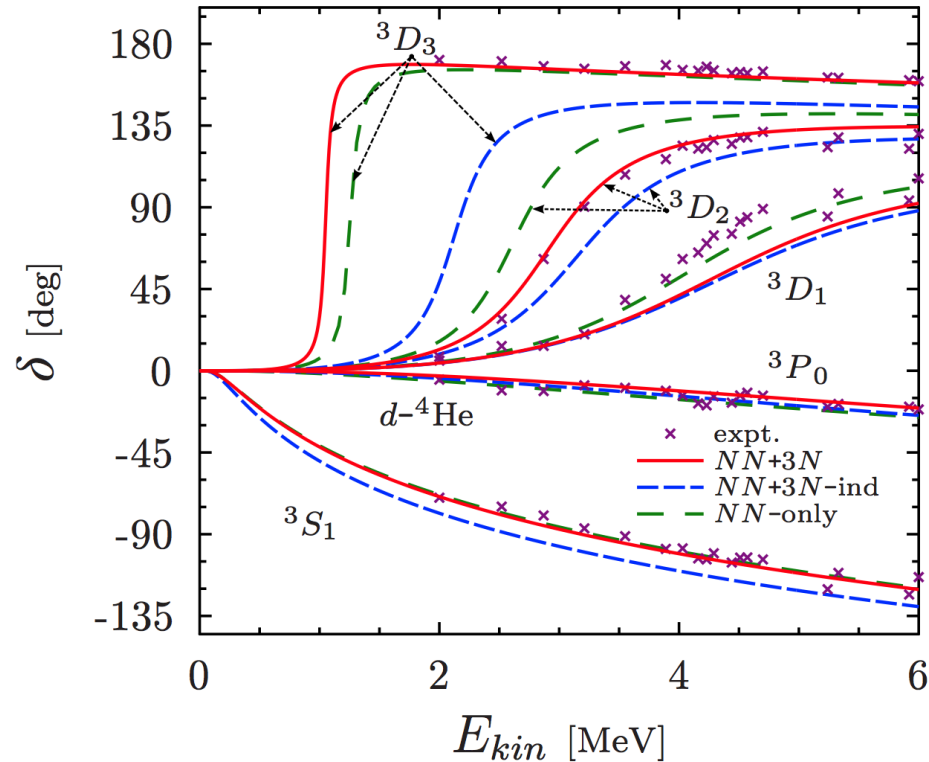 180
135
90
45
0
-45
-90
-135
δ [deg]
³D₃
³D₂
³D₁
³P₀
d-⁴He
³S₁
expt.
NN+3N
NN+3N-ind
NN-only
0
2
4
6
E_kin [MeV]